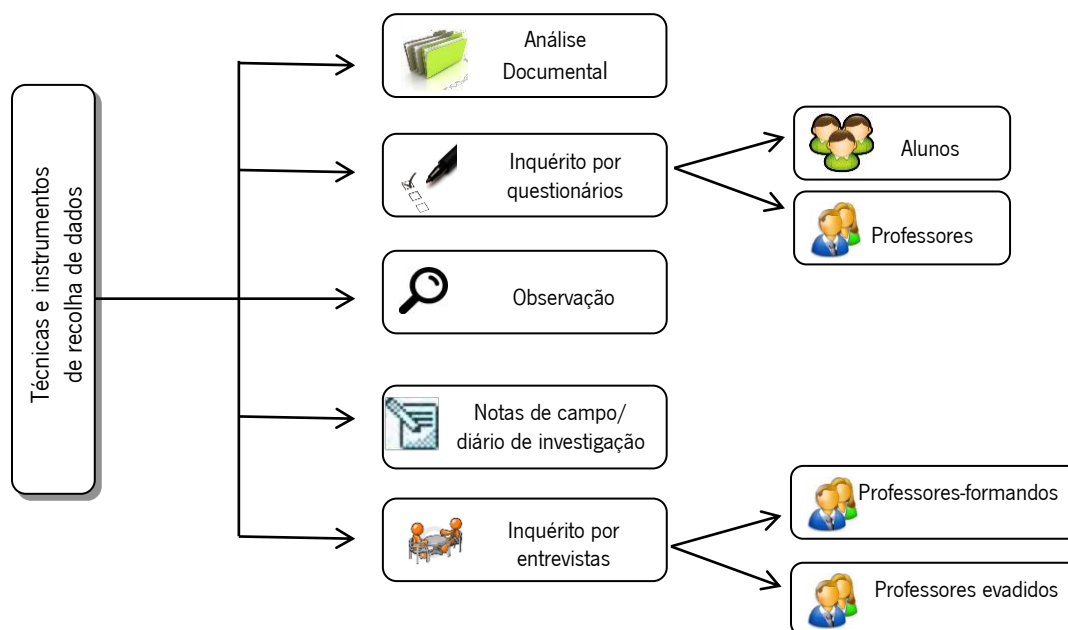 Técnicas e instrumentos
de recolha de dados
Análise
Documental
Inquérito por
questionários
Alunos
Professores
Observação
Notas de campo/
diário de investigação
Inquérito por
entrevistas
Professores-formandos
Professores evadidos